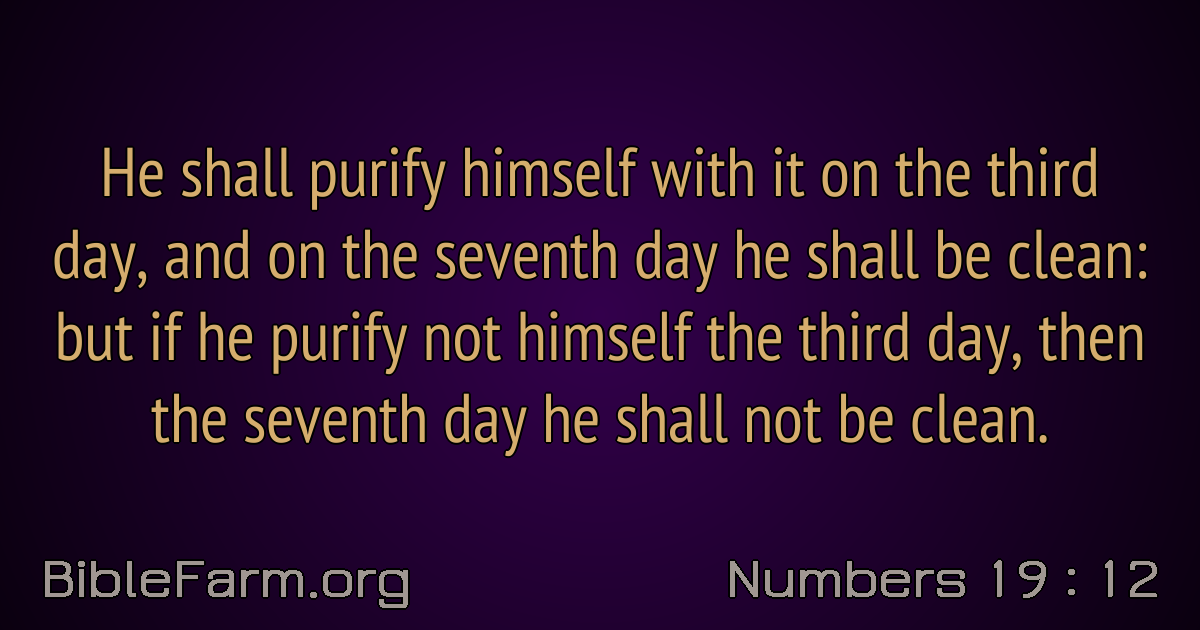 He shall purify himself with it on the third
day, and on the seventh day he shall be clean:
but if he purify not himself the third day, then
the seventh day he shall not be clean.
BibleFarm.org
Numbers 19:12